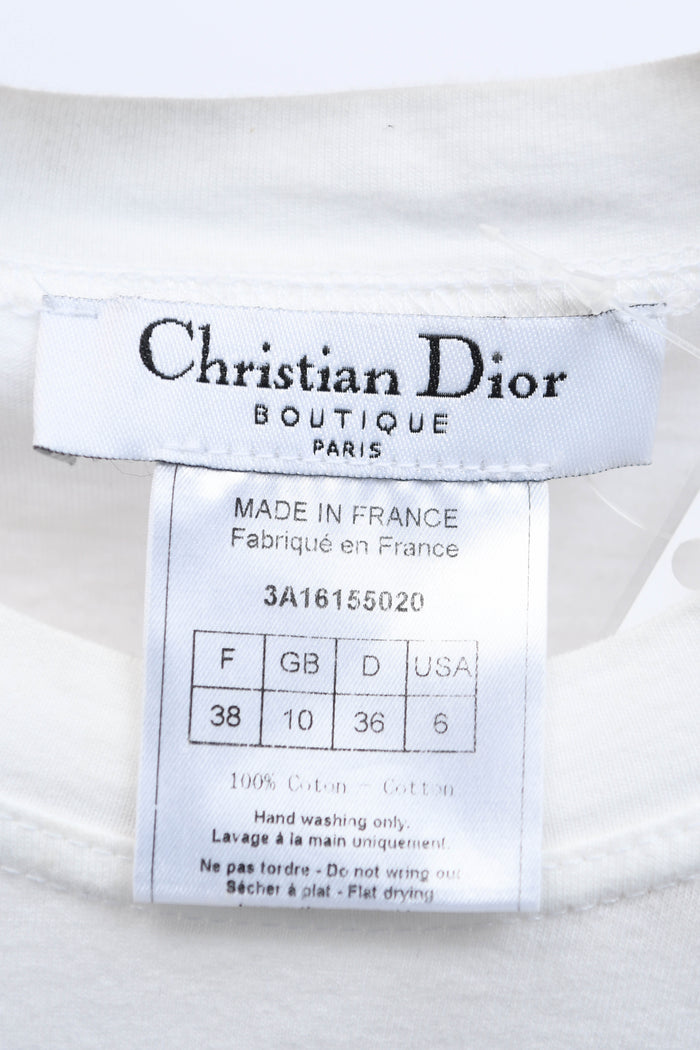 Christian Dior
BOUTIQUE
PARIS
MADE IN FRANCE
Fabriqué en France
3A16155020
F GB D USA
38 10 36 6
100% Coton - Cotton
Hand washing only.
Lavage à la main uniquement.
Ne pas tordre - Do not wring out
Sécher à plat - Flat drying